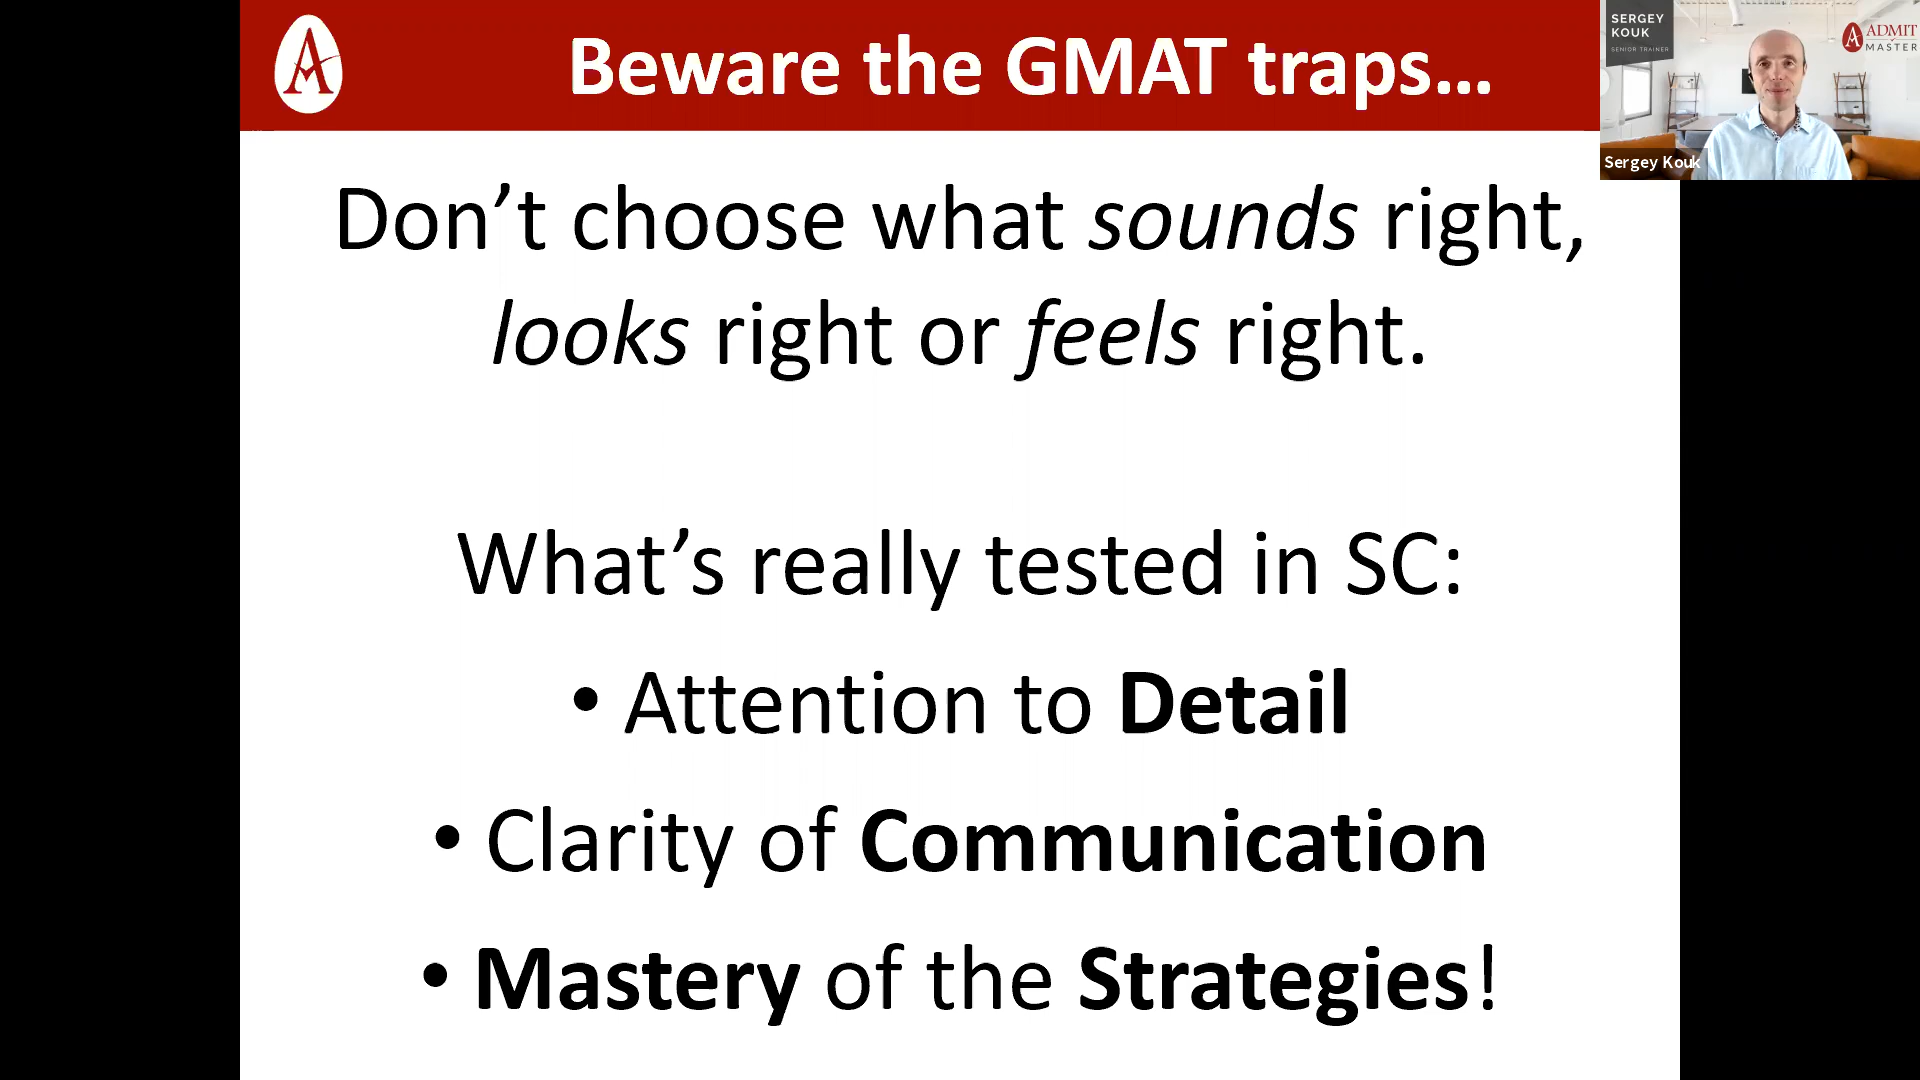 Beware the GMAT traps...
Don't choose what sounds right,
looks right or feels right.
What's really tested in SC:
• Attention to Detail
• Clarity of Communication
• Mastery of the Strategies!
SERGEY
KOUK
SENIOR TRAINER
ADMIT
MASTER
Sergey Kouk